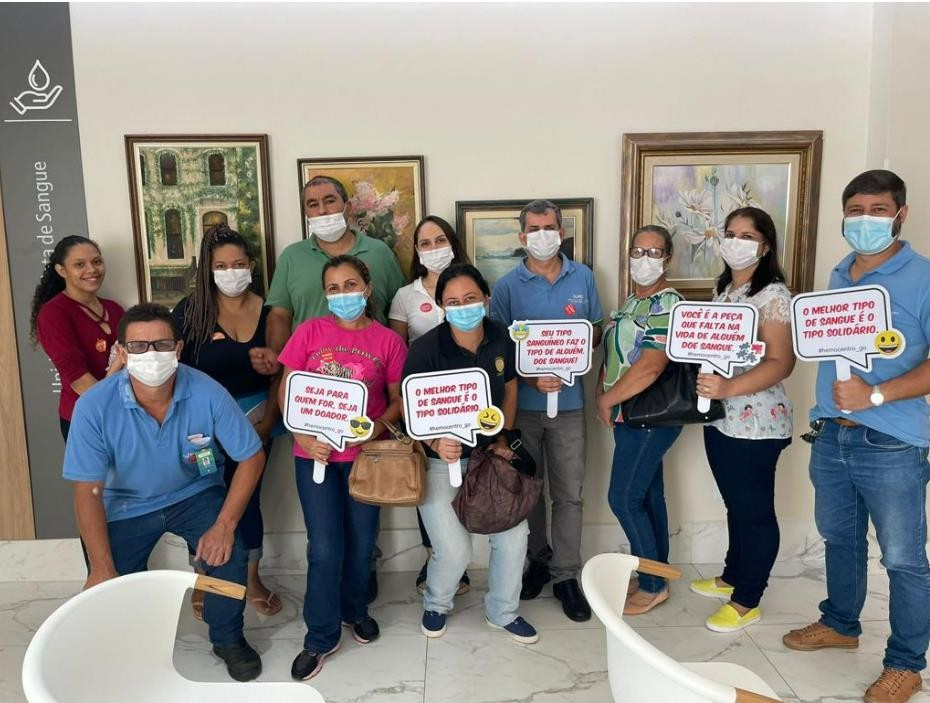 de Sangue
SEJA PARA
QUEM FOR, SEJA
UM DOADOR.
#hemocentro_go
O MELHOR TIPO
DE SANGUE É O
TIPO SOLIDÁRIO.
#hemocentro_go
SEU TIPO
SANGUÍNEO FAZ O
TIPO DE ALGUÉM.
DOE SANGUE!
VOCÊ É A PEÇA
QUE FALTA NA
VIDA DE ALGUÉM.
DOE SANGUE.
#hemocentro_go
O MELHOR TIPO
DE SANGUE É O
TIPO SOLIDÁRIO.
#hemocentro_go